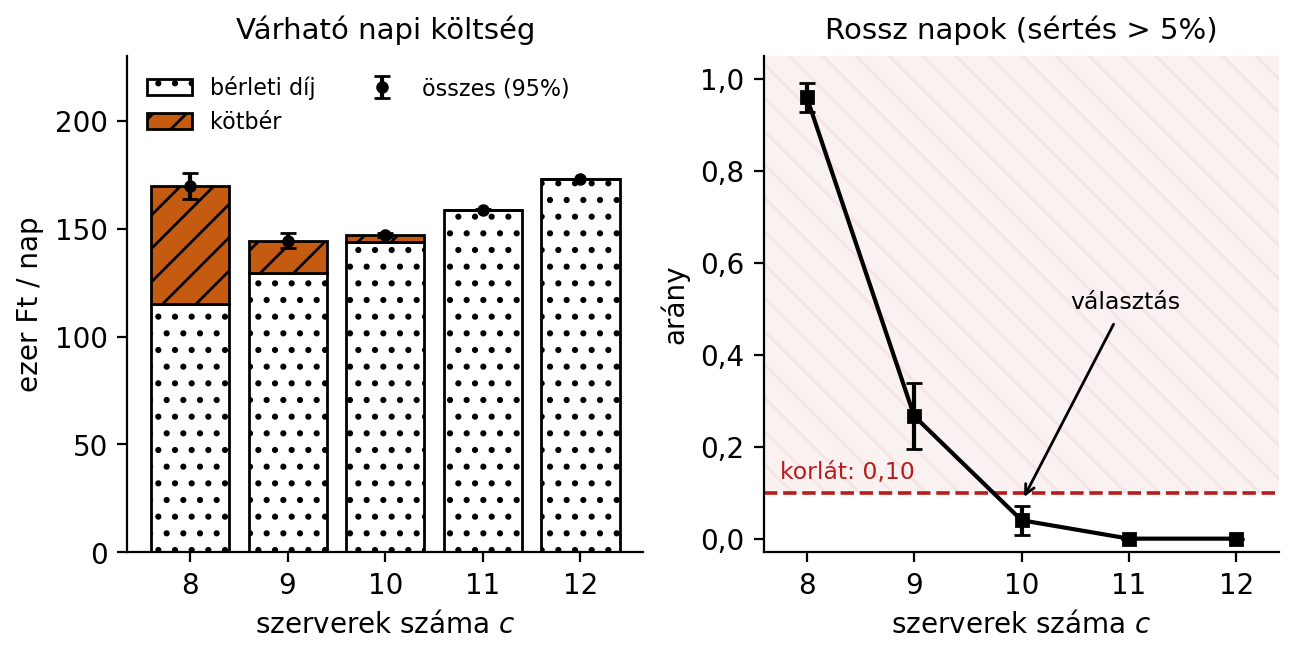 Várható napi költség
bérleti díj
kötbér
összes (95%)
ezer Ft / nap
200
150
100
50
0
8 9 10 11 12
szerverek száma c
Rossz napok (sértés > 5%)
arány
1,0
0,8
0,6
0,4
0,2
0,0
választás
korlát: 0,10
8 9 10 11 12
szerverek száma c